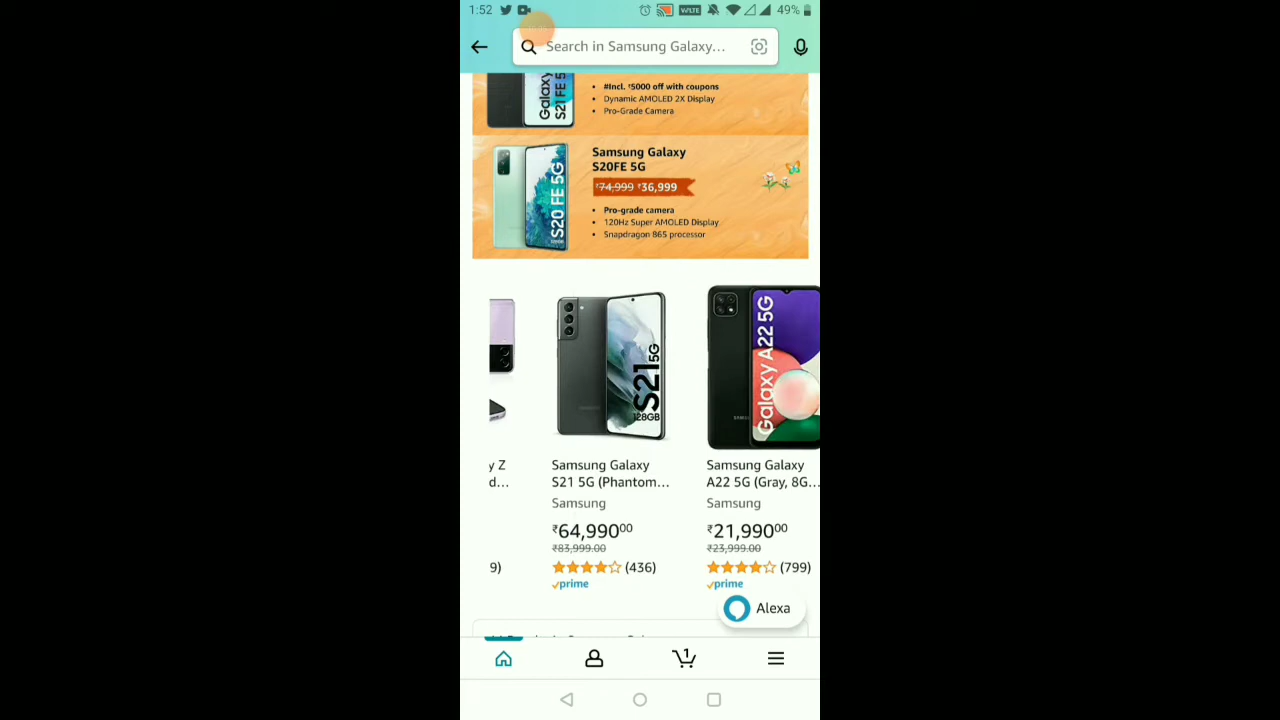 1:52
VoLTE
49%
Search in Samsung Galaxy...
Galaxy
S21 FE 5G
#Incl. ₹5000 off with coupons
Dynamic AMOLED 2X Display
Pro-Grade Camera
S20 FE 5G
Samsung Galaxy
S20FE 5G
₹74,999 ₹36,999
Pro-grade camera
120Hz Super AMOLED Display
Snapdragon 865 processor
S21 5G
128GB
SAMSUNG
Galaxy A22 5G
y Z
d...
9)
Samsung Galaxy
S21 5G (Phantom...
Samsung
₹64,990⁰⁰
₹83,999.00
(436)
prime
Samsung Galaxy
A22 5G (Gray, 8G...
Samsung
₹21,990⁰⁰
₹23,999.00
(799)
prime
Alexa
1